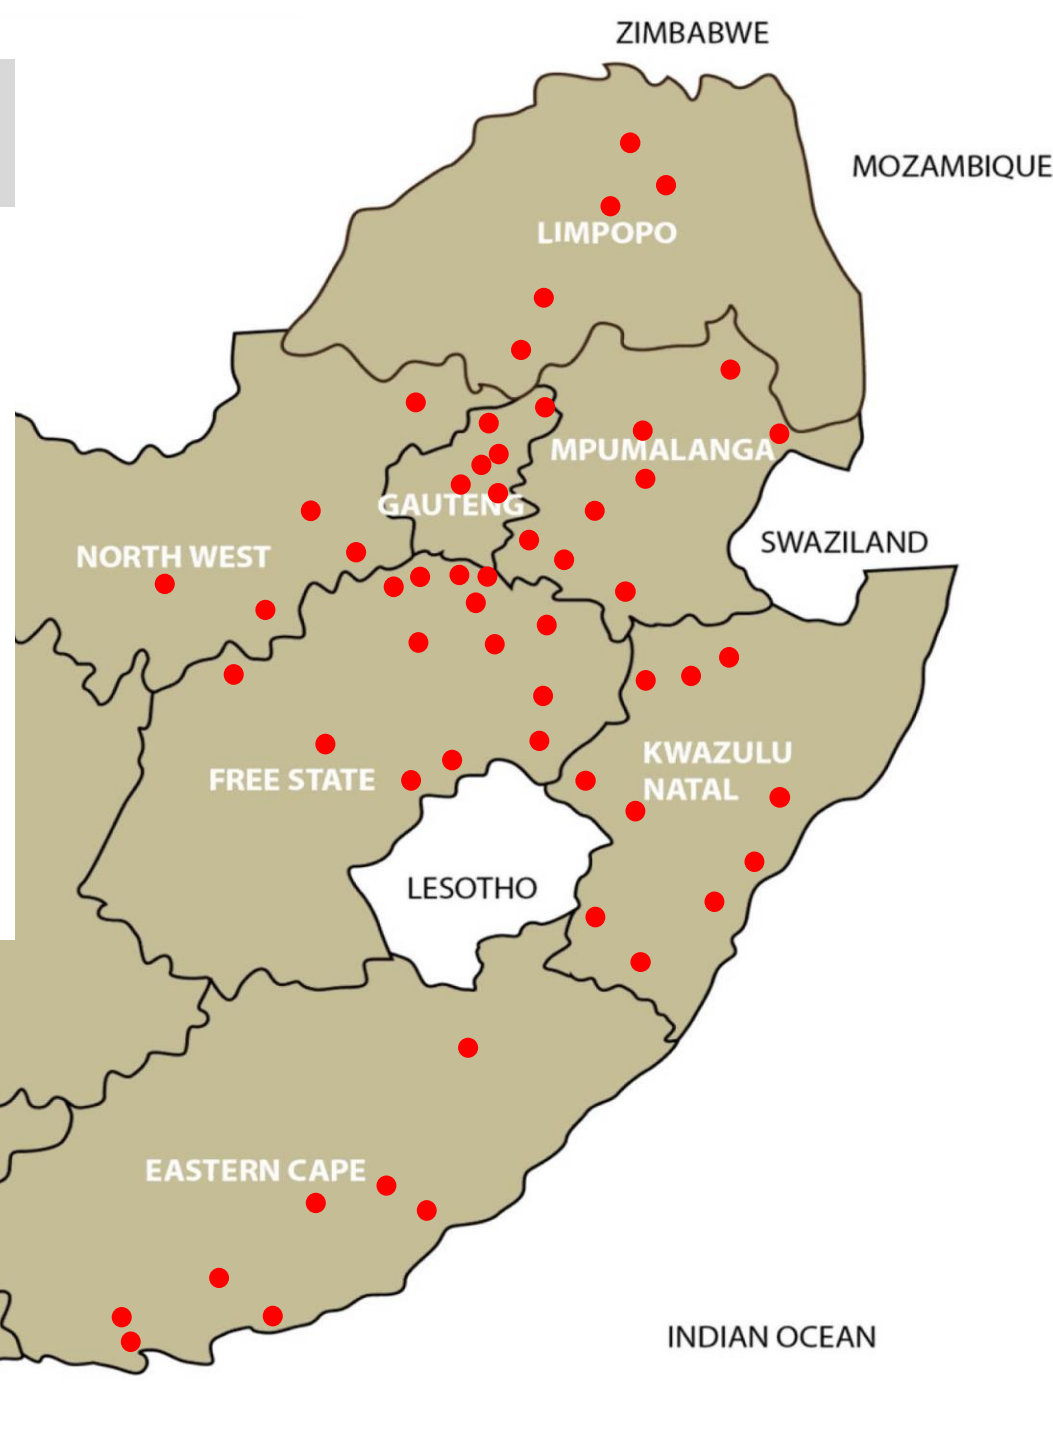 ZIMBABWE
MOZAMBIQUE
LIMPOPO
MPUMALANGA
GAUTENG
SWAZILAND
NORTH WEST
KWAZULU
NATAL
FREE STATE
LESOTHO
EASTERN CAPE
INDIAN OCEAN